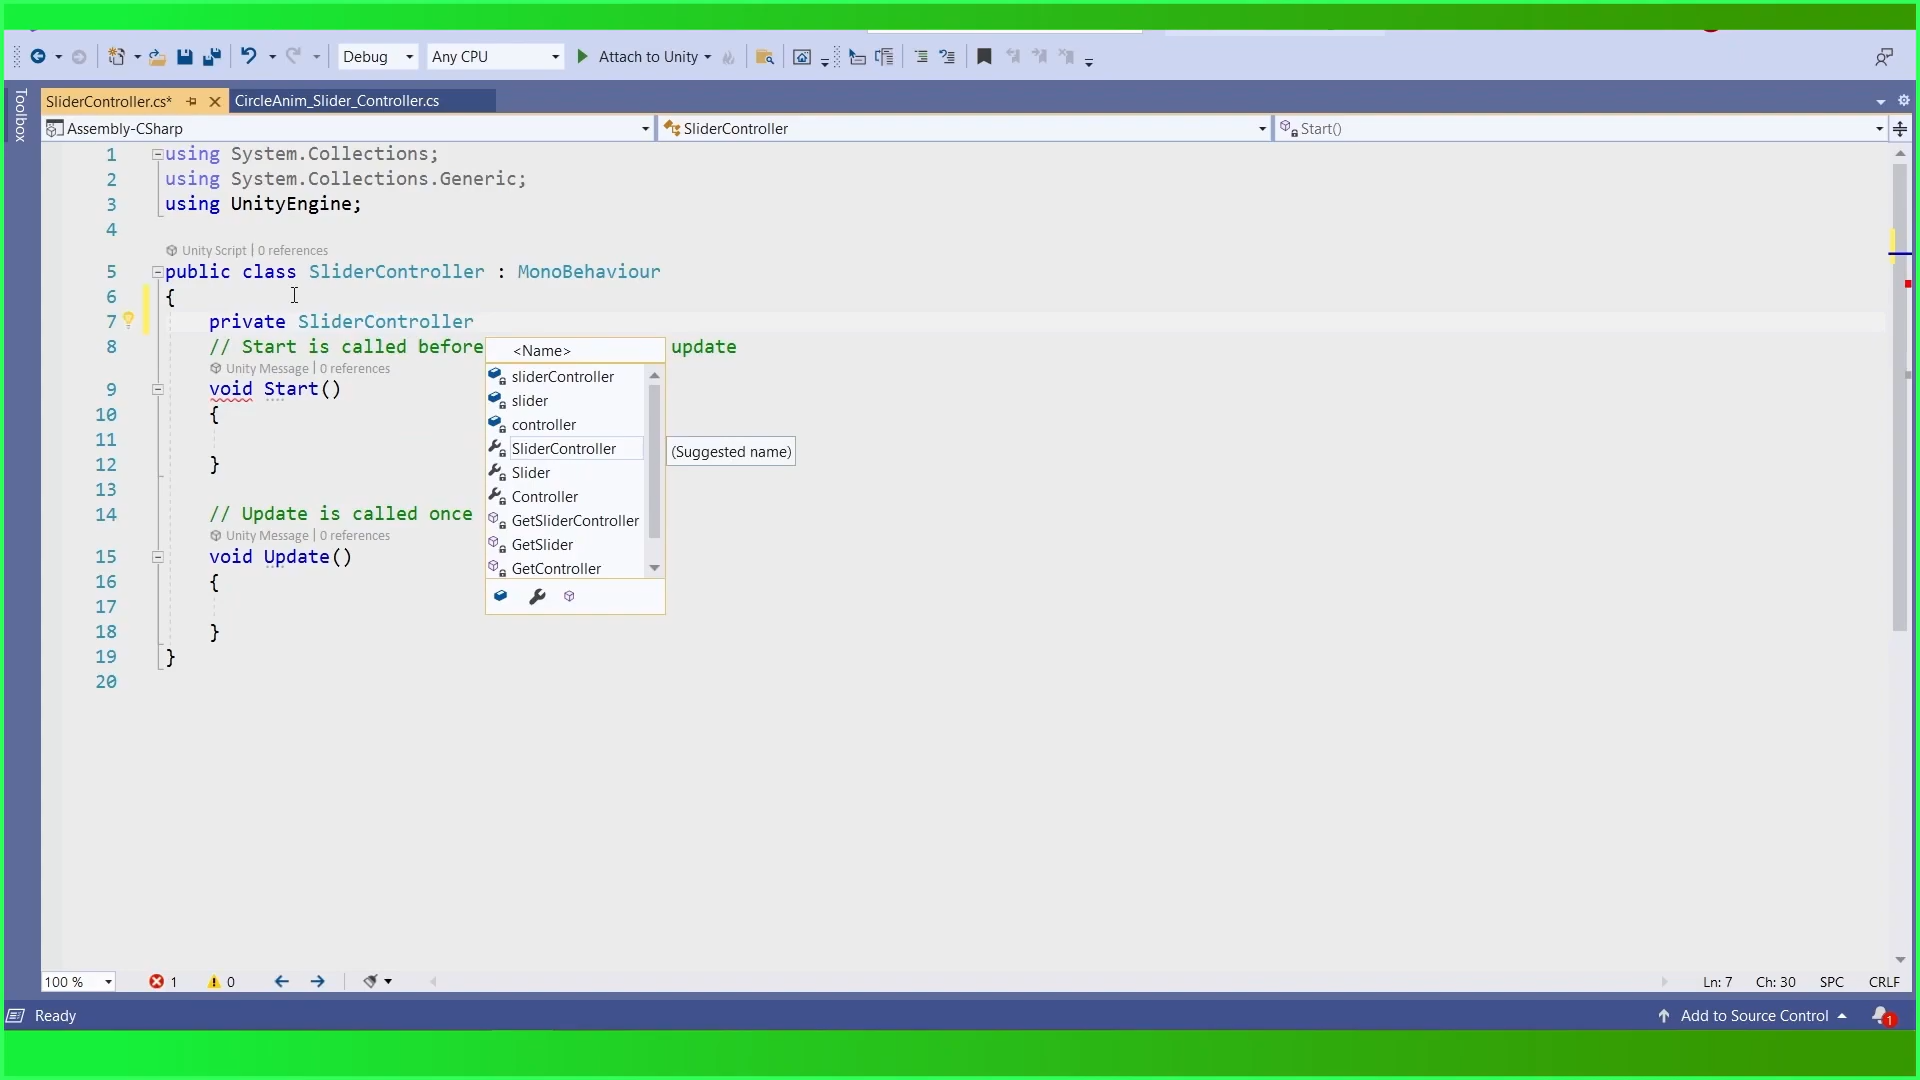 Debug Any CPU Attach to Unity
Toolbox
SliderController.cs* CircleAnim_Slider_Controller.cs
Assembly-CSharp SliderController Start()
1 using System.Collections;
2 using System.Collections.Generic;
3 using UnityEngine;
4
Unity Script | 0 references
5 public class SliderController : MonoBehaviour
6 {
7 private SliderController
8 // Start is called before update
<Name>
Unity Message | 0 references
sliderController
9 void Start()
slider
10 {
controller
11
SliderController (Suggested name)
12 }
Slider
13
Controller
14 // Update is called once
GetSliderController
Unity Message | 0 references
GetSlider
15 void Update()
GetController
16 {
17
18 }
19 }
20
100 % 1 0 Ln: 7 Ch: 30 SPC CRLF
Ready Add to Source Control 1